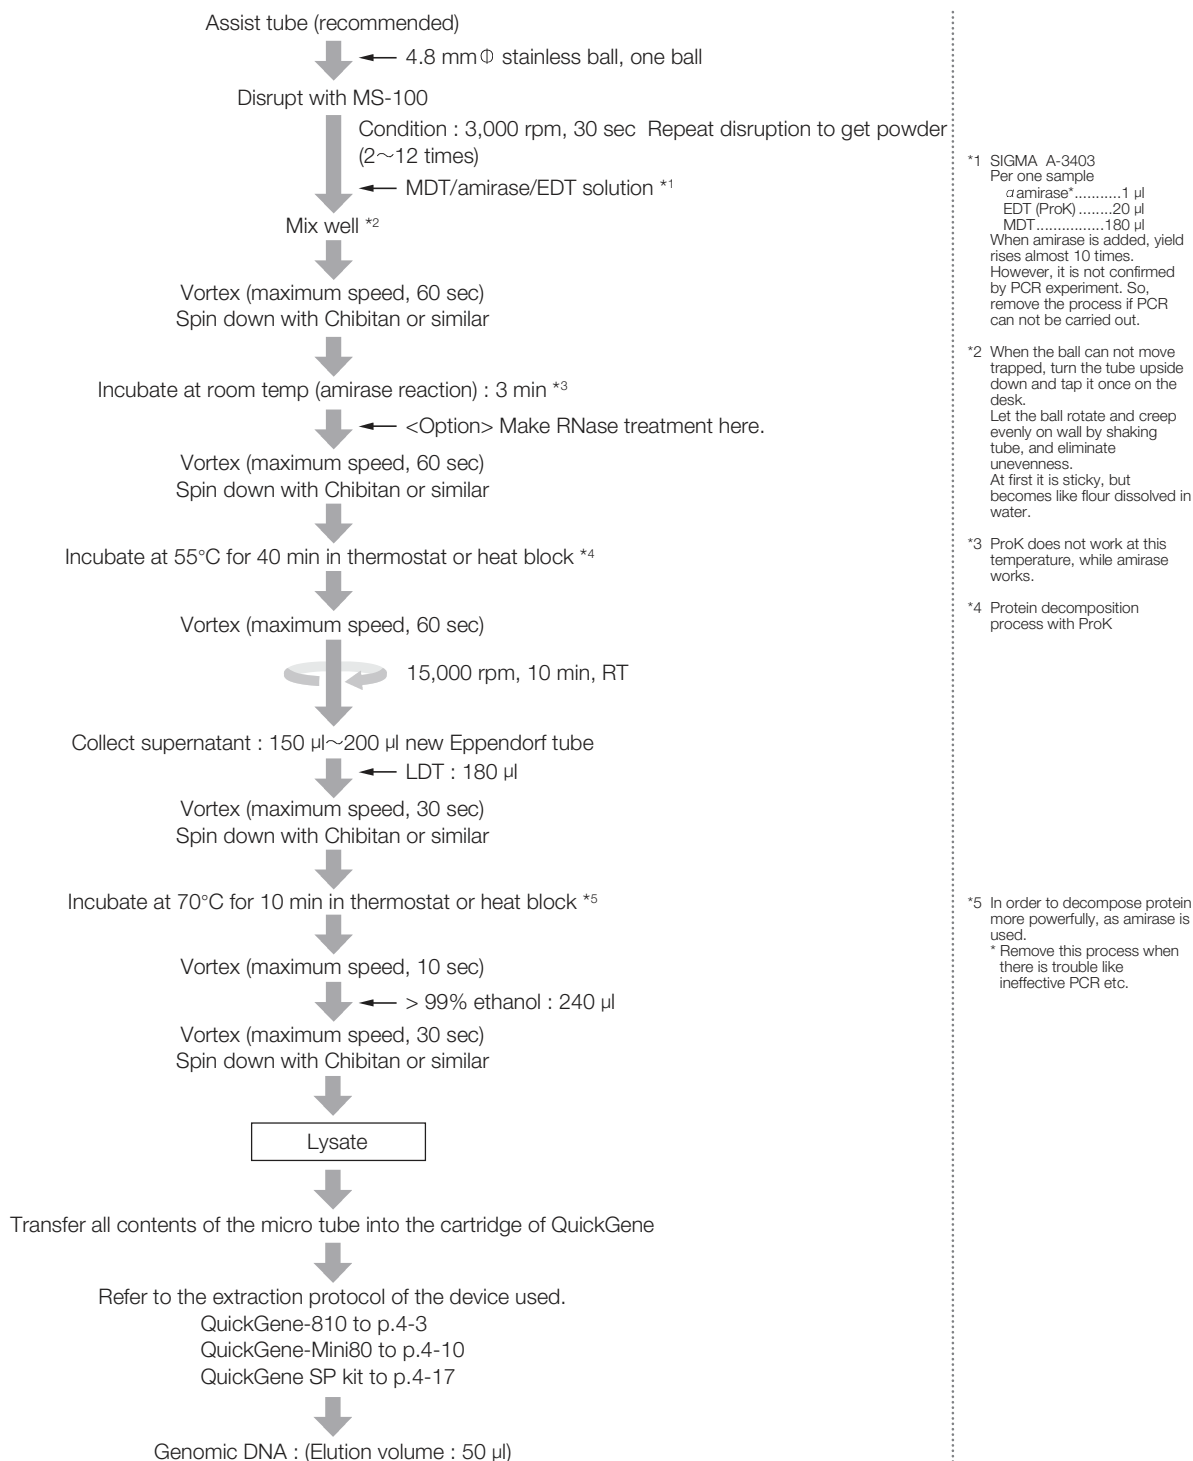 Assist tube (recommended)
4.8 mmΦ stainless ball, one ball
Disrupt with MS-100
Condition : 3,000 rpm, 30 sec Repeat disruption to get powder
(2～12 times)
MDT/amirase/EDT solution *1
Mix well *2
Vortex (maximum speed, 60 sec)
Spin down with Chibitan or similar
Incubate at room temp (amirase reaction) : 3 min *3
<Option> Make RNase treatment here.
Vortex (maximum speed, 60 sec)
Spin down with Chibitan or similar
Incubate at 55°C for 40 min in thermostat or heat block *4
Vortex (maximum speed, 60 sec)
15,000 rpm, 10 min, RT
Collect supernatant : 150 µl～200 µl new Eppendorf tube
LDT : 180 µl
Vortex (maximum speed, 30 sec)
Spin down with Chibitan or similar
Incubate at 70°C for 10 min in thermostat or heat block *5
Vortex (maximum speed, 10 sec)
> 99% ethanol : 240 µl
Vortex (maximum speed, 30 sec)
Spin down with Chibitan or similar
Lysate
Transfer all contents of the micro tube into the cartridge of QuickGene
Refer to the extraction protocol of the device used.
QuickGene-810 to p.4-3
QuickGene-Mini80 to p.4-10
QuickGene SP kit to p.4-17
Genomic DNA : (Elution volume : 50 µl)
*1 SIGMA A-3403
Per one sample
αamirase*...........1 µl
EDT (ProK) ........20 µl
MDT................180 µl
When amirase is added, yield
rises almost 10 times.
However, it is not confirmed
by PCR experiment. So,
remove the process if PCR
can not be carried out.
*2 When the ball can not move
trapped, turn the tube upside
down and tap it once on the
desk.
Let the ball rotate and creep
evenly on wall by shaking
tube, and eliminate
unevenness.
At first it is sticky, but
becomes like flour dissolved in
water.
*3 ProK does not work at this
temperature, while amirase
works.
*4 Protein decomposition
process with ProK
*5 In order to decompose protein
more powerfully, as amirase is
used.
* Remove this process when
there is trouble like
ineffective PCR etc.